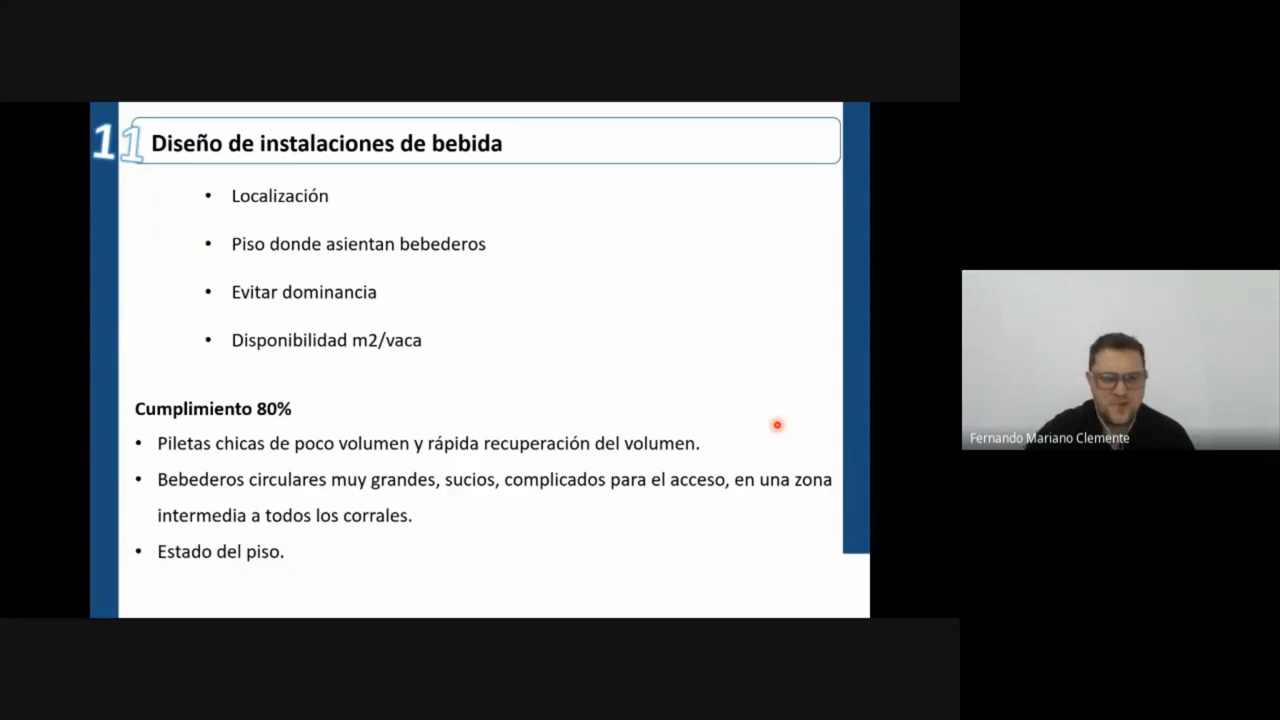 11 Diseño de instalaciones de bebida
• Localización
• Piso donde asientan bebederos
• Evitar dominancia
• Disponibilidad m2/vaca
Cumplimiento 80%
• Piletas chicas de poco volumen y rápida recuperación del volumen.
• Bebederos circulares muy grandes, sucios, complicados para el acceso, en una zona
intermedia a todos los corrales.
• Estado del piso.
Fernando Mariano Clemente